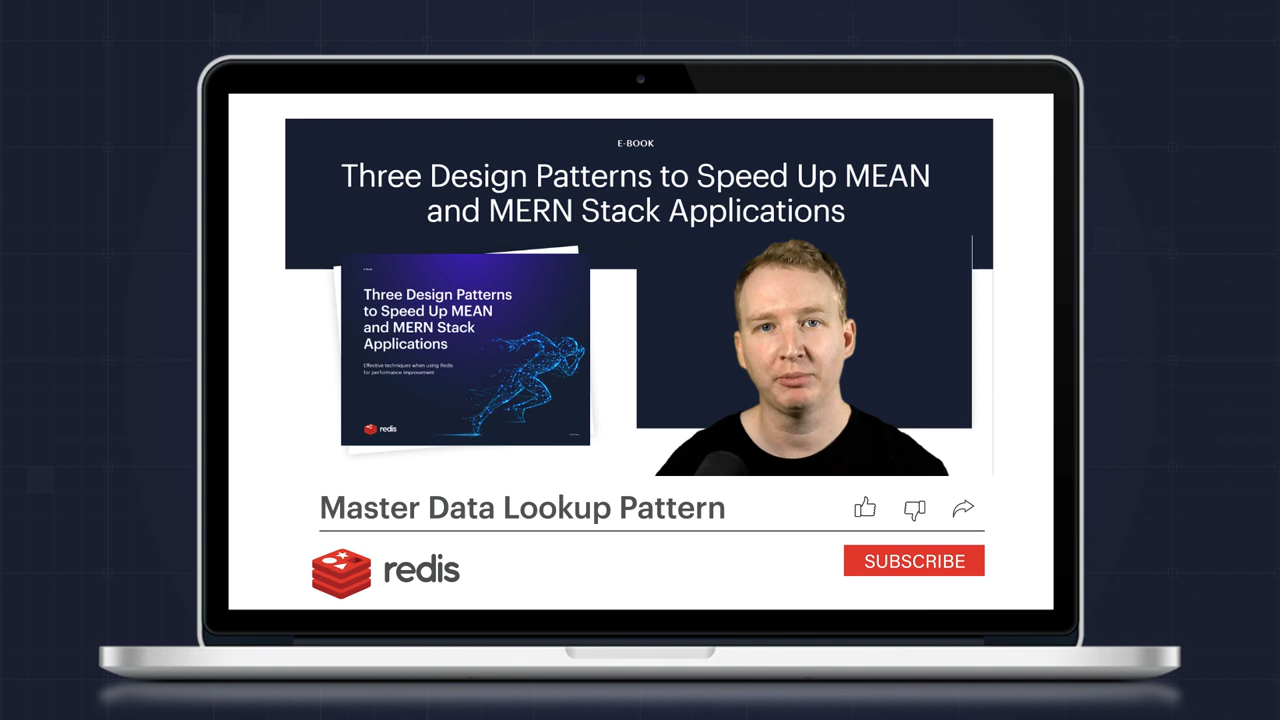 E-BOOK
Three Design Patterns to Speed Up MEAN
and MERN Stack Applications
Three Design Patterns
to Speed Up MEAN
and MERN Stack
Applications
Effective techniques when using Redis
for performance improvement
redis
Master Data Lookup Pattern
redis
SUBSCRIBE